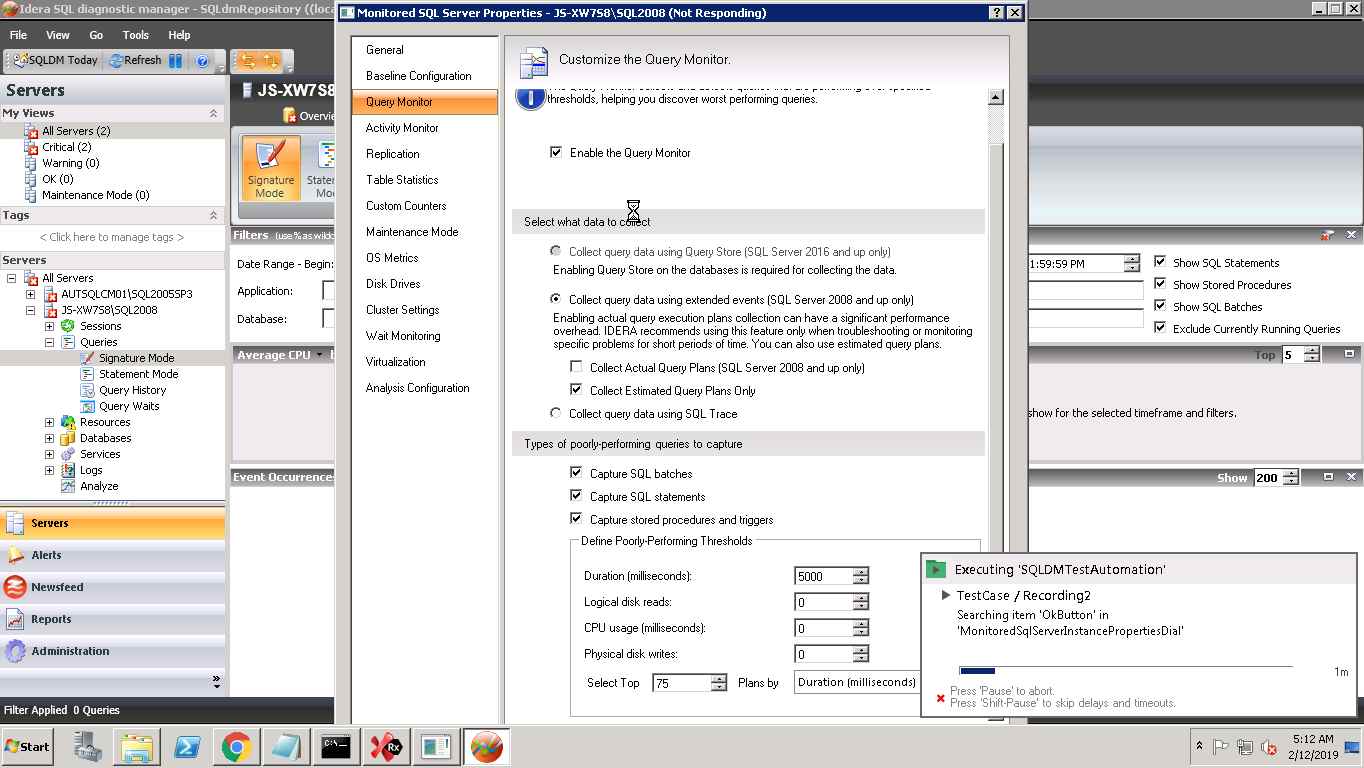 Idera SQL diagnostic manager - SQLdmRepository ((loca
Monitored SQL Server Properties - JS-XW7S8\SQL2008 (Not Responding)
File View Go Tools Help
SQLDM Today Refresh
Servers
My Views
All Servers (2)
Critical (2)
Warning (0)
OK (0)
Maintenance Mode (0)
Tags
< Click here to manage tags >
Servers
All Servers
AUTSQLCM01\SQL2005SP3
JS-XW7S8\SQL2008
Sessions
Queries
Signature Mode
Statement Mode
Query History
Query Waits
Resources
Databases
Services
Logs
Analyze
Servers
Alerts
Newsfeed
Reports
Administration
Filter Applied 0 Queries
JS-XW7S8
Overvie
Signature
Mode
Filters (use % as wildc
Date Range - Begin:
Application:
Database:
Average CPU
Event Occurrence
General
Baseline Configuration
Query Monitor
Activity Monitor
Replication
Table Statistics
Custom Counters
Maintenance Mode
OS Metrics
Disk Drives
Cluster Settings
Wait Monitoring
Virtualization
Analysis Configuration
Customize the Query Monitor.
thresholds, helping you discover worst performing queries.
Enable the Query Monitor
Select what data to collect
Collect query data using Query Store (SQL Server 2016 and up only)
Enabling Query Store on the databases is required for collecting the data.
Collect query data using extended events (SQL Server 2008 and up only)
Enabling actual query execution plans collection can have a significant performance
overhead. IDERA recommends using this feature only when troubleshooting or monitoring
specific problems for short periods of time. You can also use estimated query plans.
Collect Actual Query Plans (SQL Server 2008 and up only)
Collect Estimated Query Plans Only
Collect query data using SQL Trace
Types of poorly-performing queries to capture
Capture SQL batches
Capture SQL statements
Capture stored procedures and triggers
Define Poorly-Performing Thresholds
Duration (milliseconds): 5000
Logical disk reads: 0
CPU usage (milliseconds): 0
Physical disk writes: 0
Select Top 75 Plans by Duration (milliseconds)
1:59:59 PM
Show SQL Statements
Show Stored Procedures
Show SQL Batches
Exclude Currently Running Queries
Top 5
show for the selected timeframe and filters.
Show 200
Executing 'SQLDMTestAutomation'
TestCase / Recording2
Searching item 'OkButton' in
'MonitoredSqlServerInstancePropertiesDial'
1m
Press 'Pause' to abort.
Press 'Shift-Pause' to skip delays and timeouts.
Start
C:\_
Rx
5:12 AM
2/12/2019